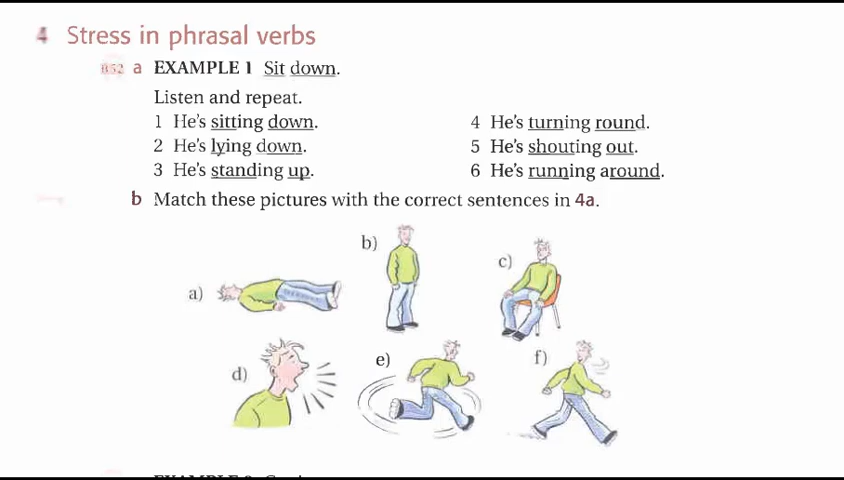 4 Stress in phrasal verbs
852 a EXAMPLE 1 Sit down.
Listen and repeat.
1 He's sitting down.
2 He's lying down.
3 He's standing up.
4 He's turning round.
5 He's shouting out.
6 He's running around.
b Match these pictures with the correct sentences in 4a.
a)
b)
c)
d)
e)
f)